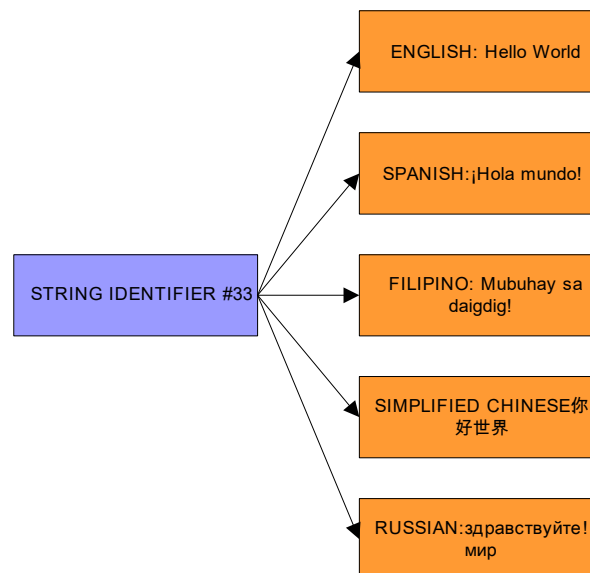 ENGLISH: Hello World
SPANISH:¡Hola mundo!
STRING IDENTIFIER #33
FILIPINO: Mubuhay sa
daigdig!
SIMPLIFIED CHINESE你
好世界
RUSSIAN:здравствуйте!
мир